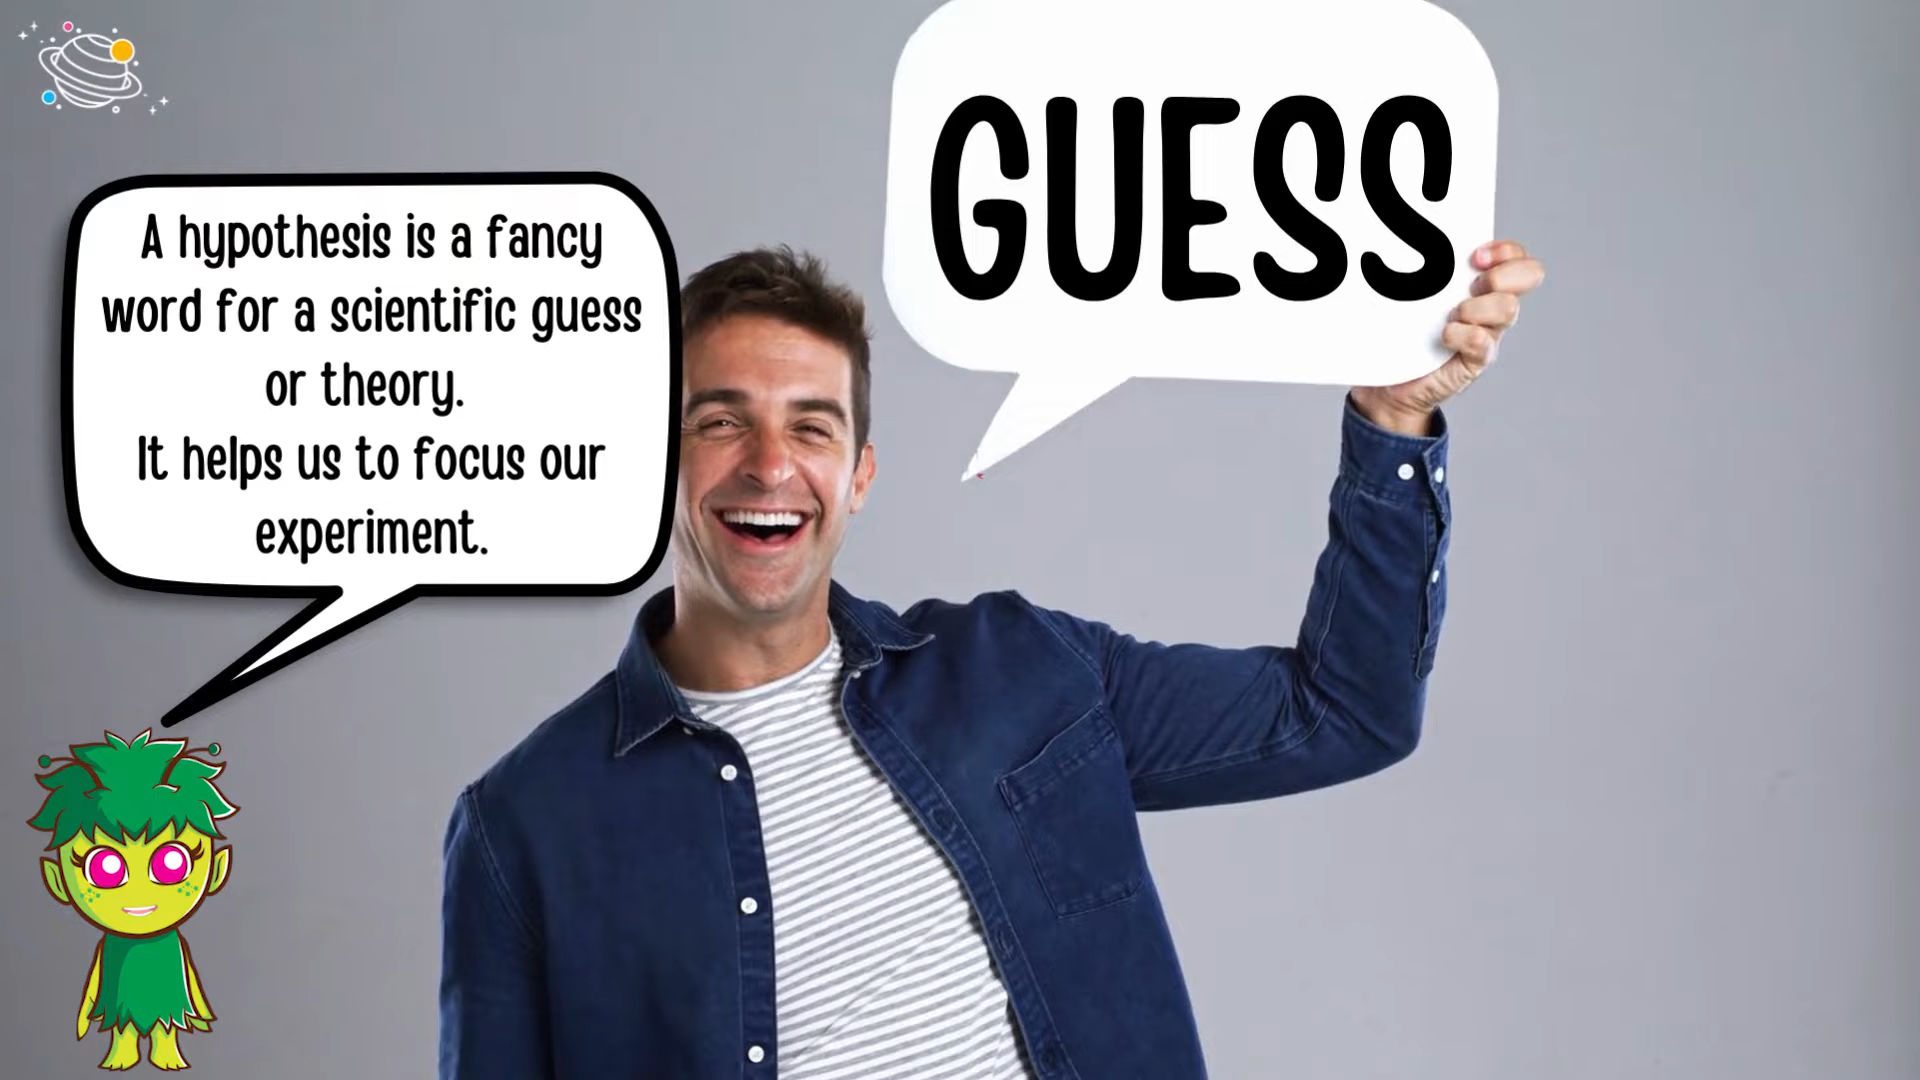 A hypothesis is a fancy
word for a scientific guess
or theory.
It helps us to focus our
experiment.
GUESS